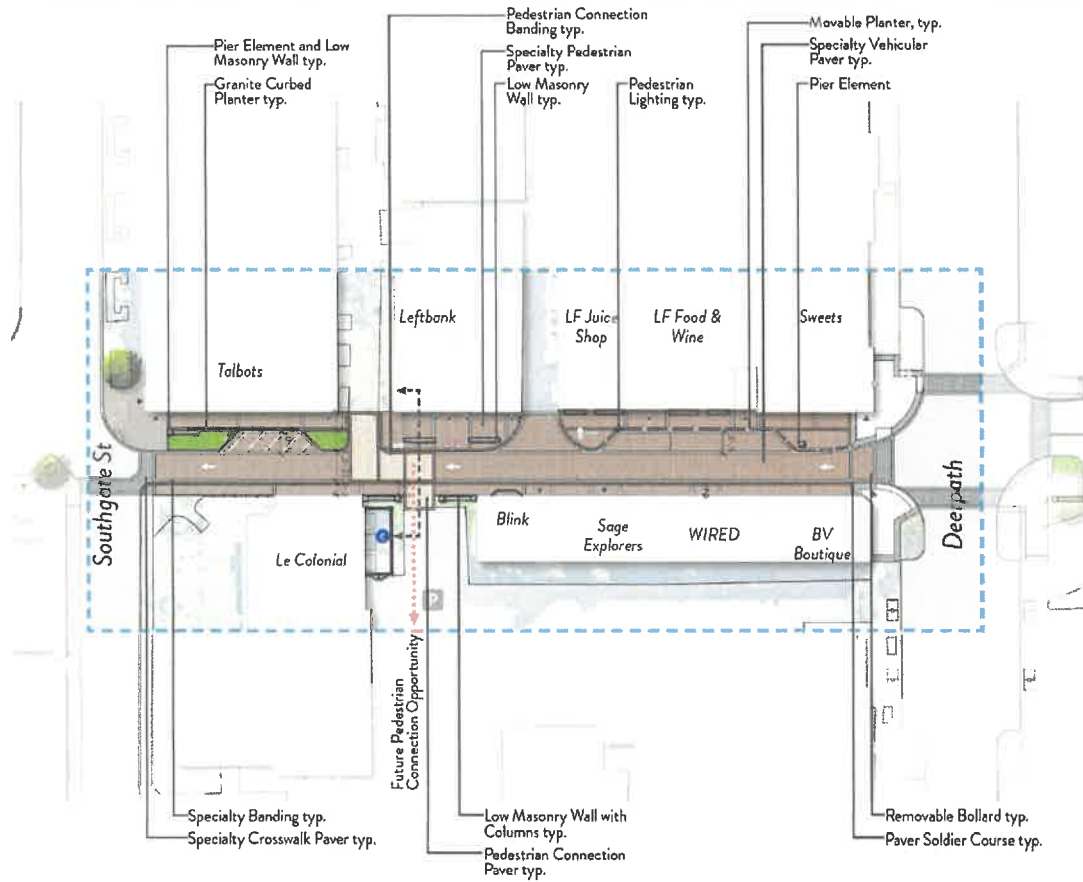 Pedestrian Connection
Banding typ.
Movable Planter, typ.
Pier Element and Low
Masonry Wall typ.
Specialty Pedestrian
Paver typ.
Specialty Vehicular
Paver typ.
Granite Curbed
Planter typ.
Low Masonry
Wall typ.
Pedestrian
Lighting typ.
Pier Element
Talbots
Leftbank
LF Juice
Shop
LF Food &
Wine
Sweets
Southgate St
Deerpath
Le Colonial
Blink
Sage
Explorers
WIRED
BV
Boutique
P
Future Pedestrian
Connection Opportunity
Specialty Banding typ.
Specialty Crosswalk Paver typ.
Low Masonry Wall with
Columns typ.
Pedestrian Connection
Paver typ.
Removable Bollard typ.
Paver Soldier Course typ.